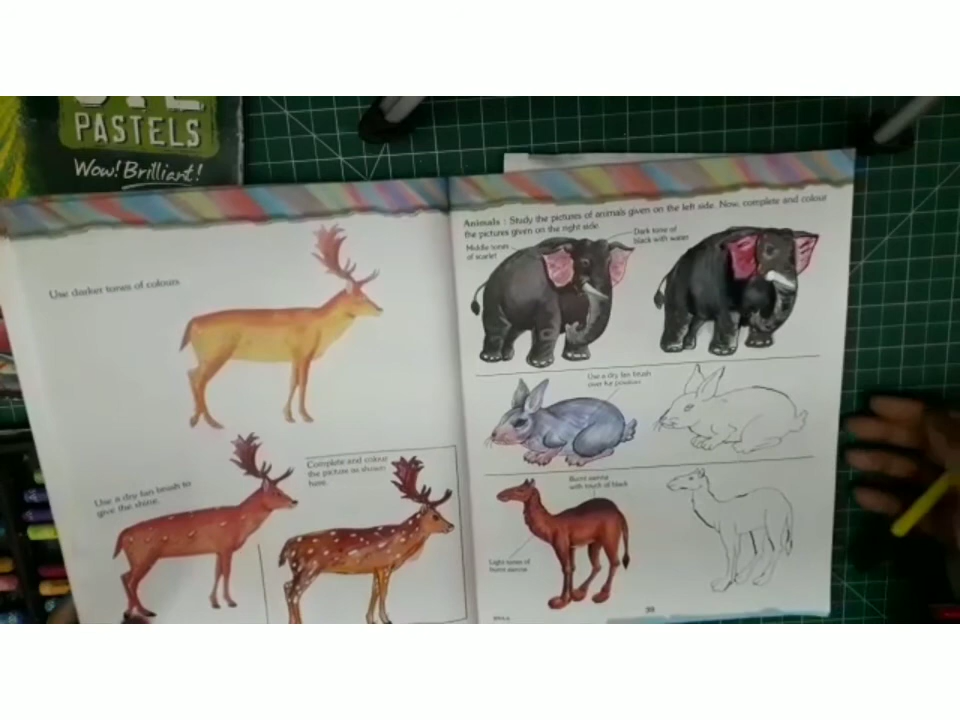 OIL
PASTELS
Wow! Brilliant!
Use darker tones of colours.
Use a dry fan brush to
give the shine.
Complete and colour
the picture as shown
here.
Animals : Study the pictures of animals given on the left side. Now, complete and colour
the pictures given on the right side.
Middle tones
of scarlet
Dark tone of
black with water
Use a dry fan brush
over fur position
Burnt sienna
with touch of black
Light tones of
burnt sienna